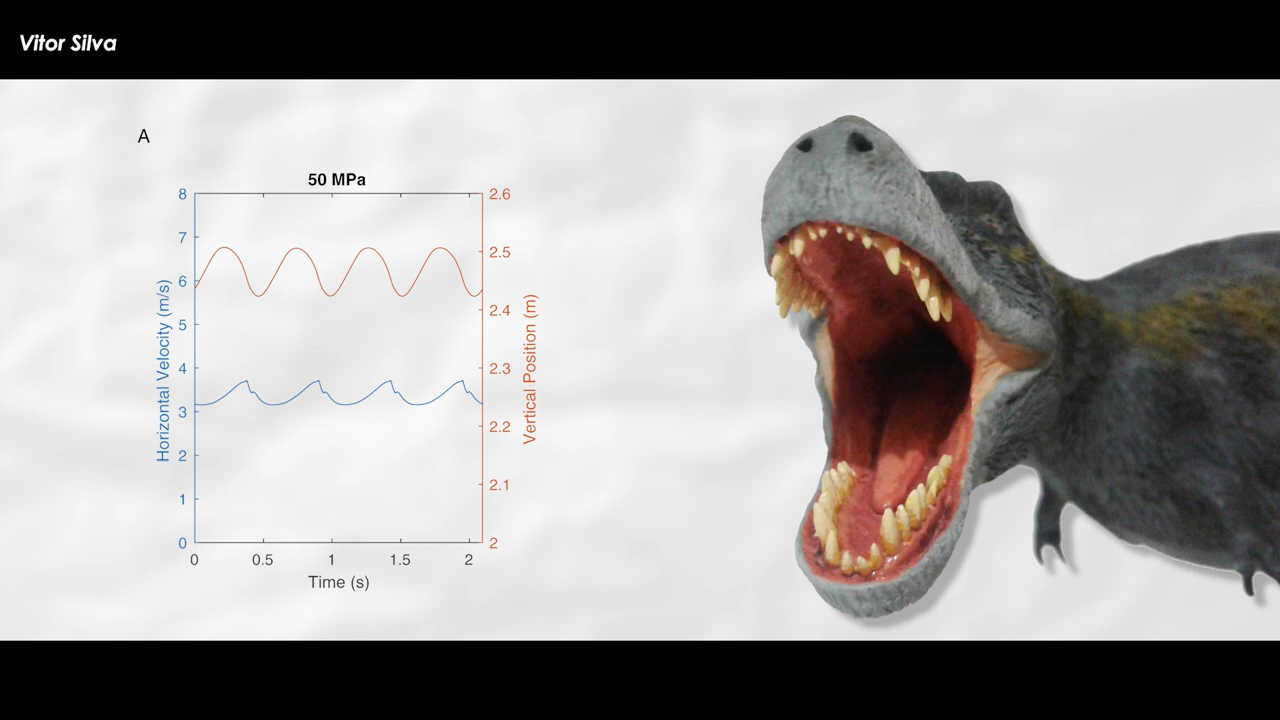 Vitor Silva
A
50 MPa
8
7
6
5
4
3
2
1
0
Horizontal Velocity (m/s)
2.6
2.5
2.4
2.3
2.2
2.1
2
Vertical Position (m)
0 0.5 1 1.5 2
Time (s)